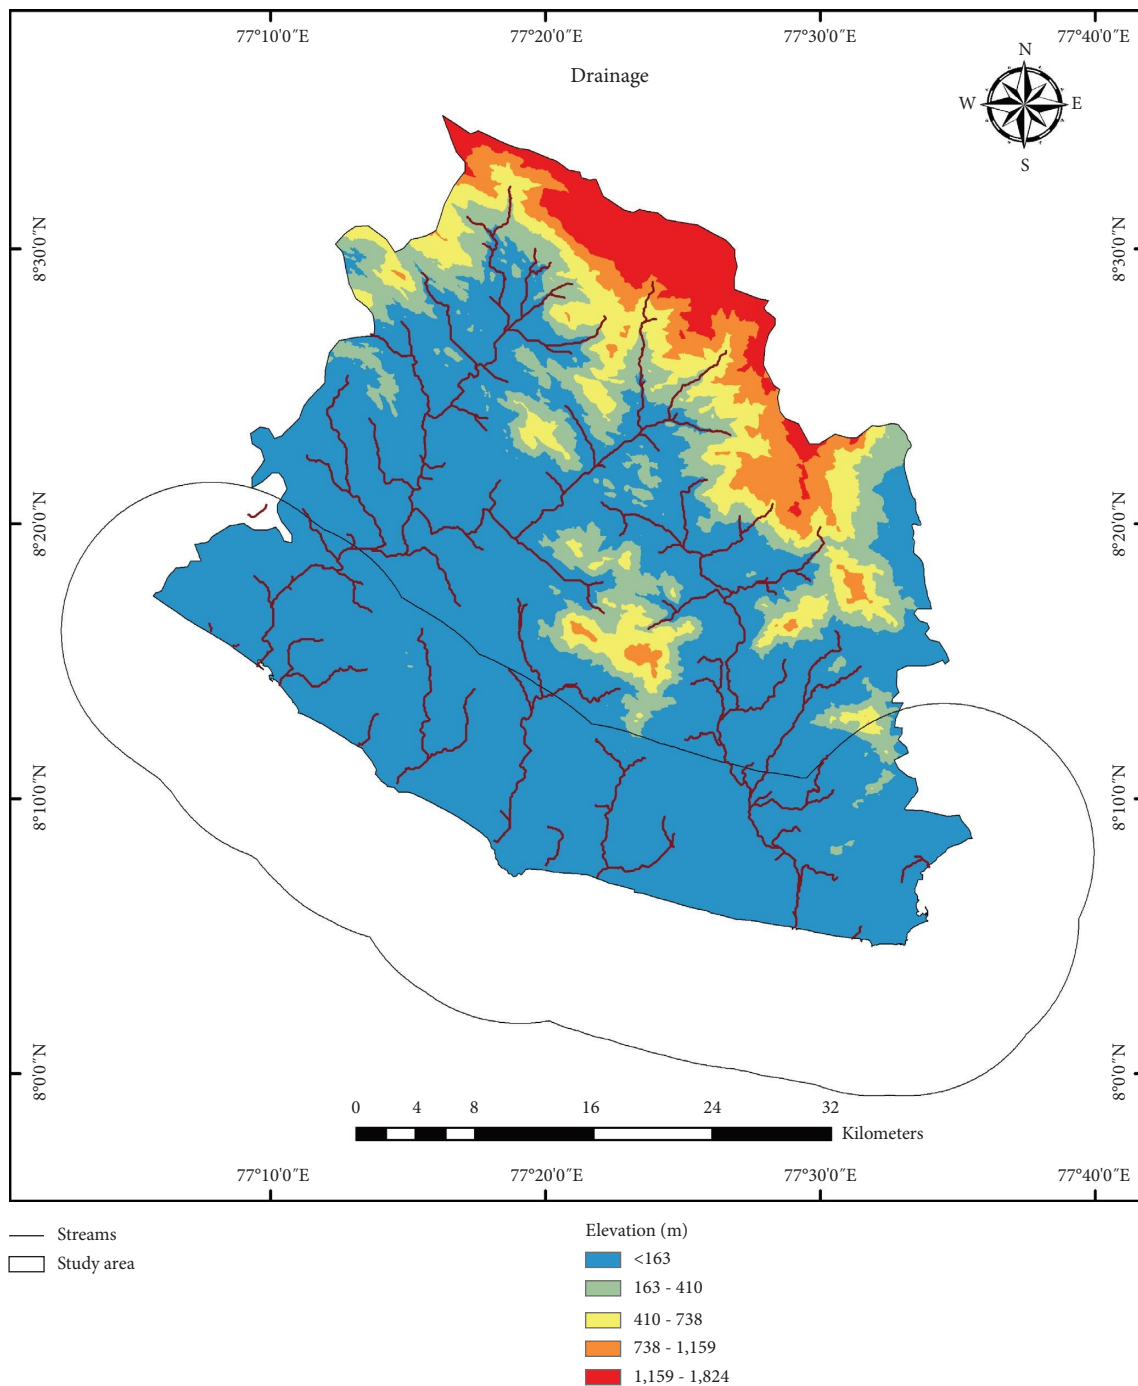 77°10'0"E 77°20'0"E 77°30'0"E 77°40'0"E
Drainage
N
W E
S
8°30'0"N 8°30'0"N
8°20'0"N 8°20'0"N
8°10'0"N 8°10'0"N
8°0'0"N 8°0'0"N
0 4 8 16 24 32
Kilometers
77°10'0"E 77°20'0"E 77°30'0"E 77°40'0"E
Streams
Study area
Elevation (m)
<163
163 - 410
410 - 738
738 - 1,159
1,159 - 1,824